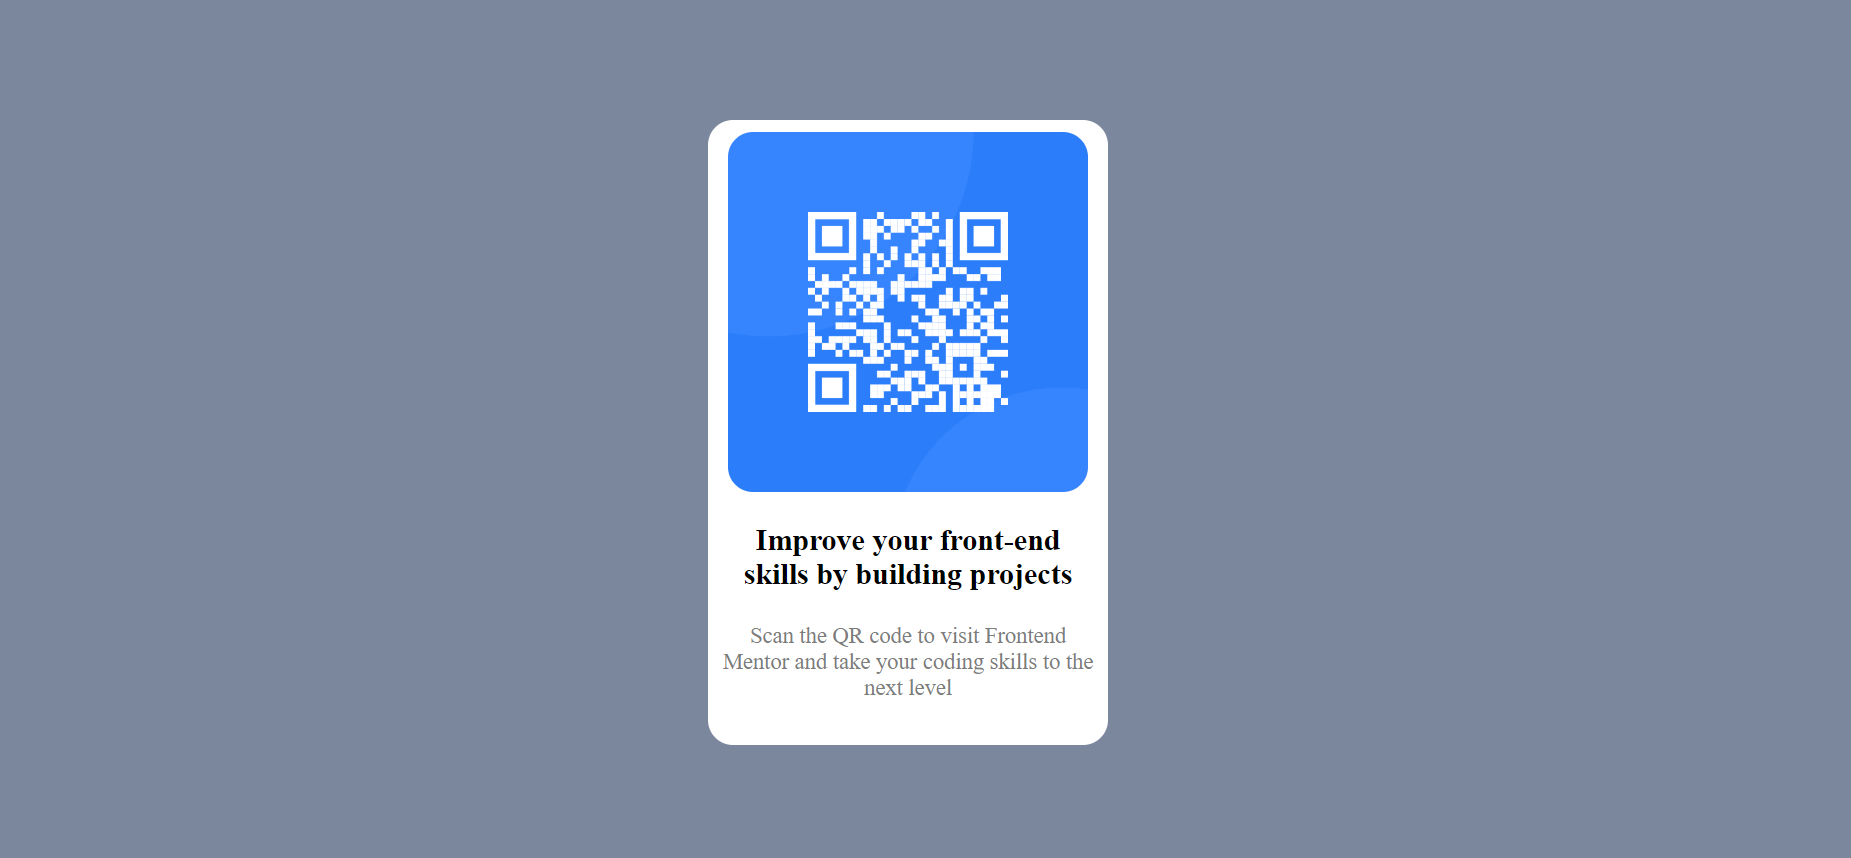 Improve your front-end
skills by building projects
Scan the QR code to visit Frontend
Mentor and take your coding skills to the
next level